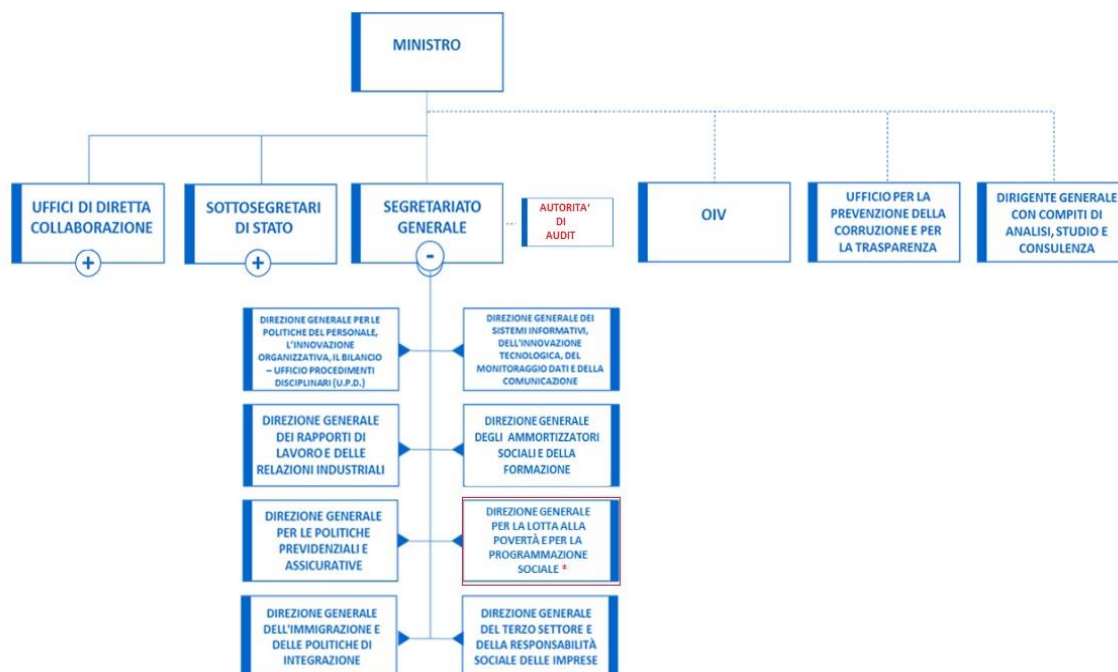 MINISTRO
UFFICI DI DIRETTA
COLLABORAZIONE
+
SOTTOSEGRETARI
DI STATO
+
SEGRETARIATO
GENERALE
-
AUTORITA'
DI
AUDIT
OIV
UFFICIO PER LA
PREVENZIONE DELLA
CORRUZIONE E PER
LA TRASPARENZA
DIRIGENTE GENERALE
CON COMPITI DI
ANALISI, STUDIO E
CONSULENZA
DIREZIONE GENERALE PER LE
POLITICHE DEL PERSONALE,
L'INNOVAZIONE
ORGANIZZATIVA, IL BILANCIO
– UFFICIO PROCEDIMENTI
DISCIPLINARI (U.P.D.)
DIREZIONE GENERALE DEI
SISTEMI INFORMATIVI,
DELL'INNOVAZIONE
TECNOLOGICA, DEL
MONITORAGGIO DATI E DELLA
COMUNICAZIONE
DIREZIONE GENERALE
DEI RAPPORTI DI
LAVORO E DELLE
RELAZIONI INDUSTRIALI
DIREZIONE GENERALE
DEGLI AMMORTIZZATORI
SOCIALI E DELLA
FORMAZIONE
DIREZIONE GENERALE
PER LE POLITICHE
PREVIDENZIALI E
ASSICURATIVE
DIREZIONE GENERALE
PER LA LOTTA ALLA
POVERTÀ E PER LA
PROGRAMMAZIONE
SOCIALE *
DIREZIONE GENERALE
DELL'IMMIGRAZIONE E
DELLE POLITICHE DI
INTEGRAZIONE
DIREZIONE GENERALE
DEL TERZO SETTORE E
DELLA RESPONSABILITÀ
SOCIALE DELLE IMPRESE